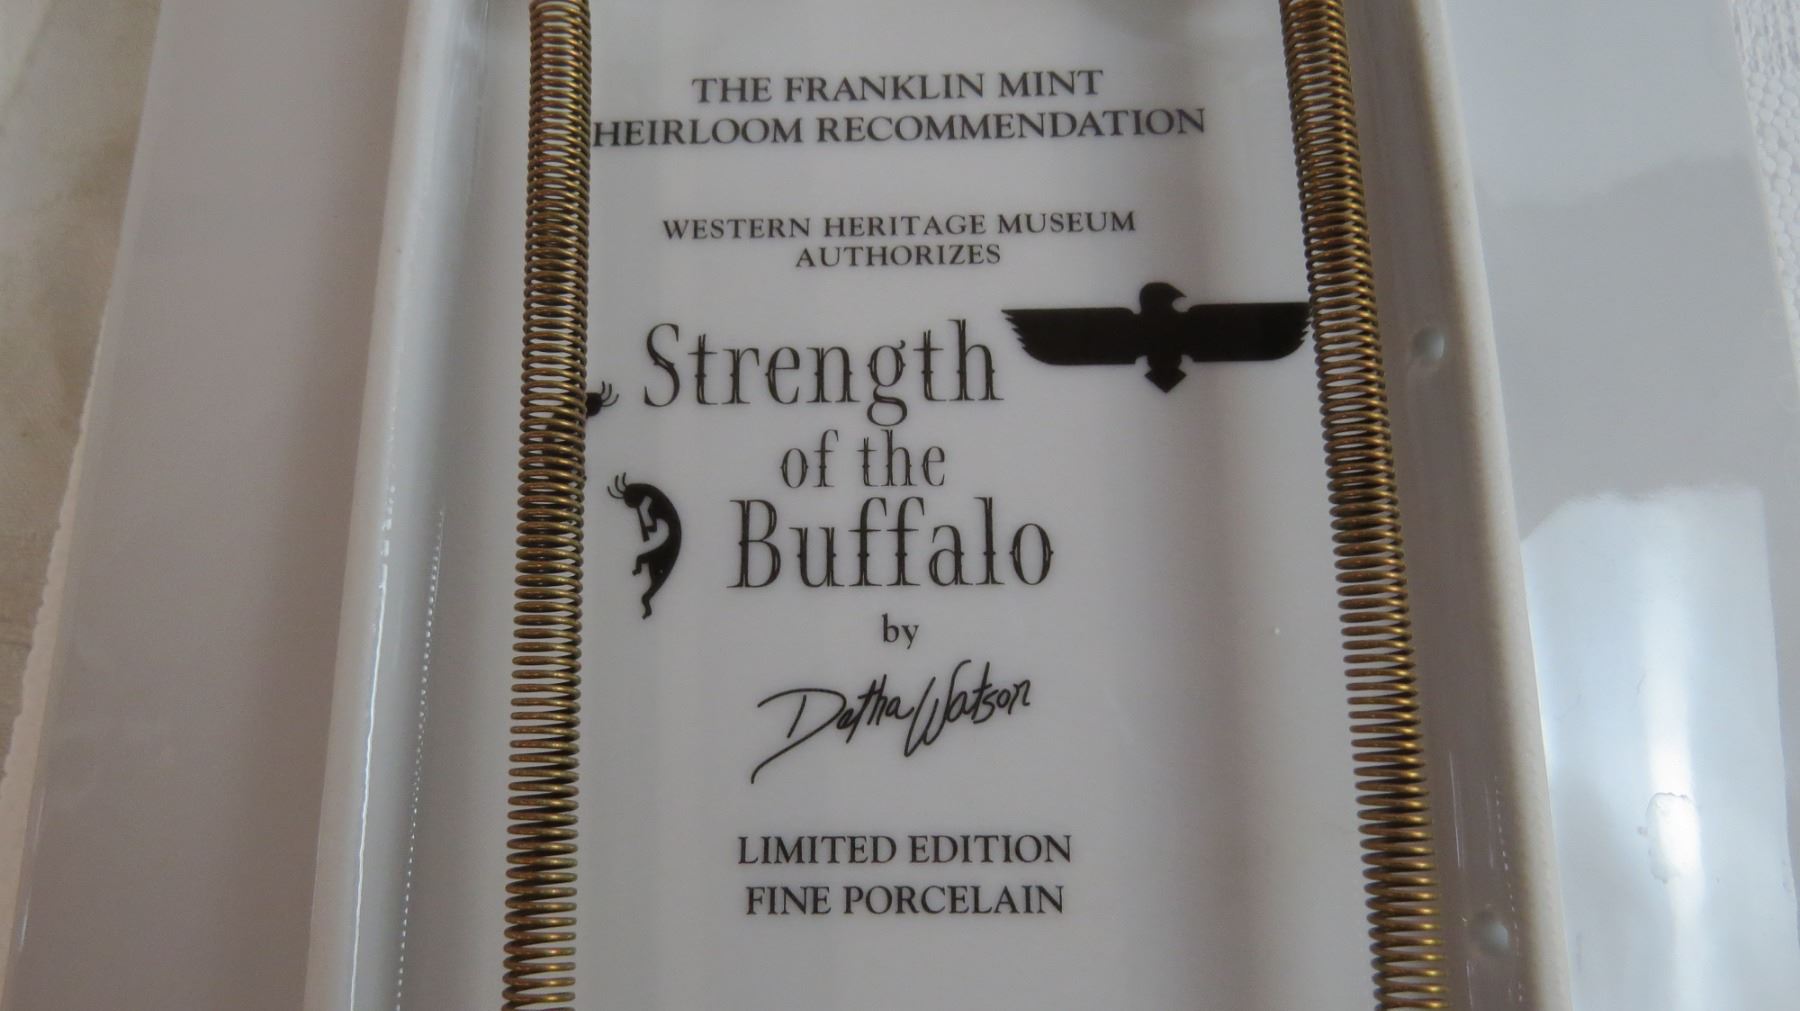 THE FRANKLIN MINT
HEIRLOOM RECOMMENDATION
WESTERN HERITAGE MUSEUM
AUTHORIZES
Strength
of the
Buffalo
by
Detha Watson
LIMITED EDITION
FINE PORCELAIN